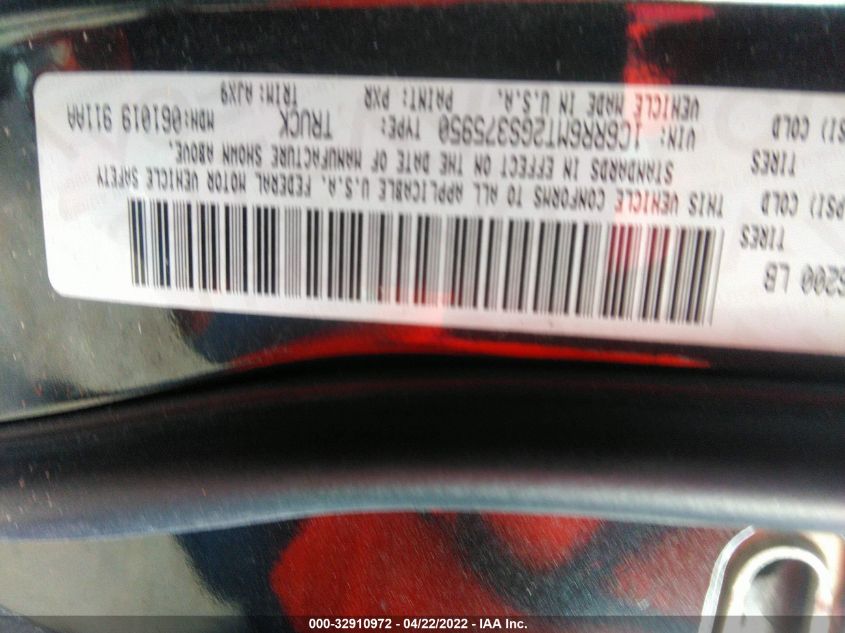 200 LB
TIRES
PSI) COLD
TIRES
PSI) COLD
THIS VEHICLE CONFORMS TO ALL APPLICABLE U.S.A. FEDERAL MOTOR VEHICLE SAFETY
STANDARDS IN EFFECT ON THE DATE OF MANUFACTURE SHOWN ABOVE.
VIN: 1C6RR6MT2GS375950 TYPE: TRUCK MDH:061019 911AA
VEHICLE MADE IN U.S.A. PAINT: PXR TRIM: AJX9
000-32910972 - 04/22/2022 - IAA Inc.